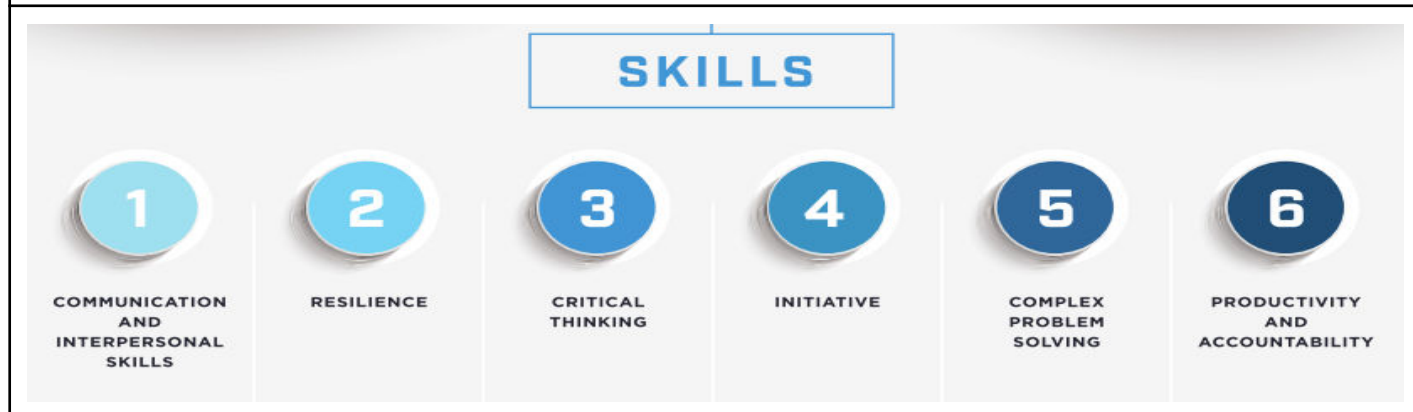 SKILLS
1
COMMUNICATION
AND
INTERPERSONAL
SKILLS
2
RESILIENCE
3
CRITICAL
THINKING
4
INITIATIVE
5
COMPLEX
PROBLEM
SOLVING
6
PRODUCTIVITY
AND
ACCOUNTABILITY